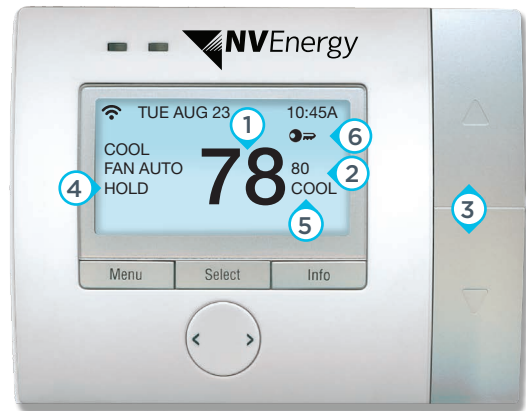 NVEnergy
TUE AUG 23 10:45A
1
6
COOL
FAN AUTO
78
80
2
4
HOLD
COOL
3
5
Menu Select Info
< >